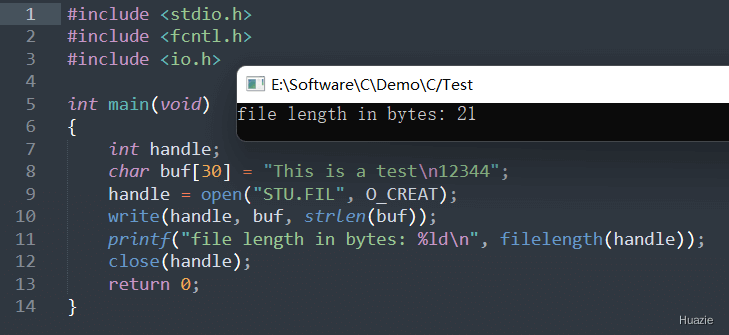 1 #include <stdio.h>
2 #include <fcntl.h>
3 #include <io.h>
4
5 int main(void)
6 {
7     int handle;
8     char buf[30] = "This is a test\n12344";
9     handle = open("STU.FIL", O_CREAT);
10     write(handle, buf, strlen(buf));
11     printf("file length in bytes: %ld\n", filelength(handle));
12     close(handle);
13     return 0;
14 }
E:\Software\C\Demo\C/Test
file length in bytes: 21
Huazie